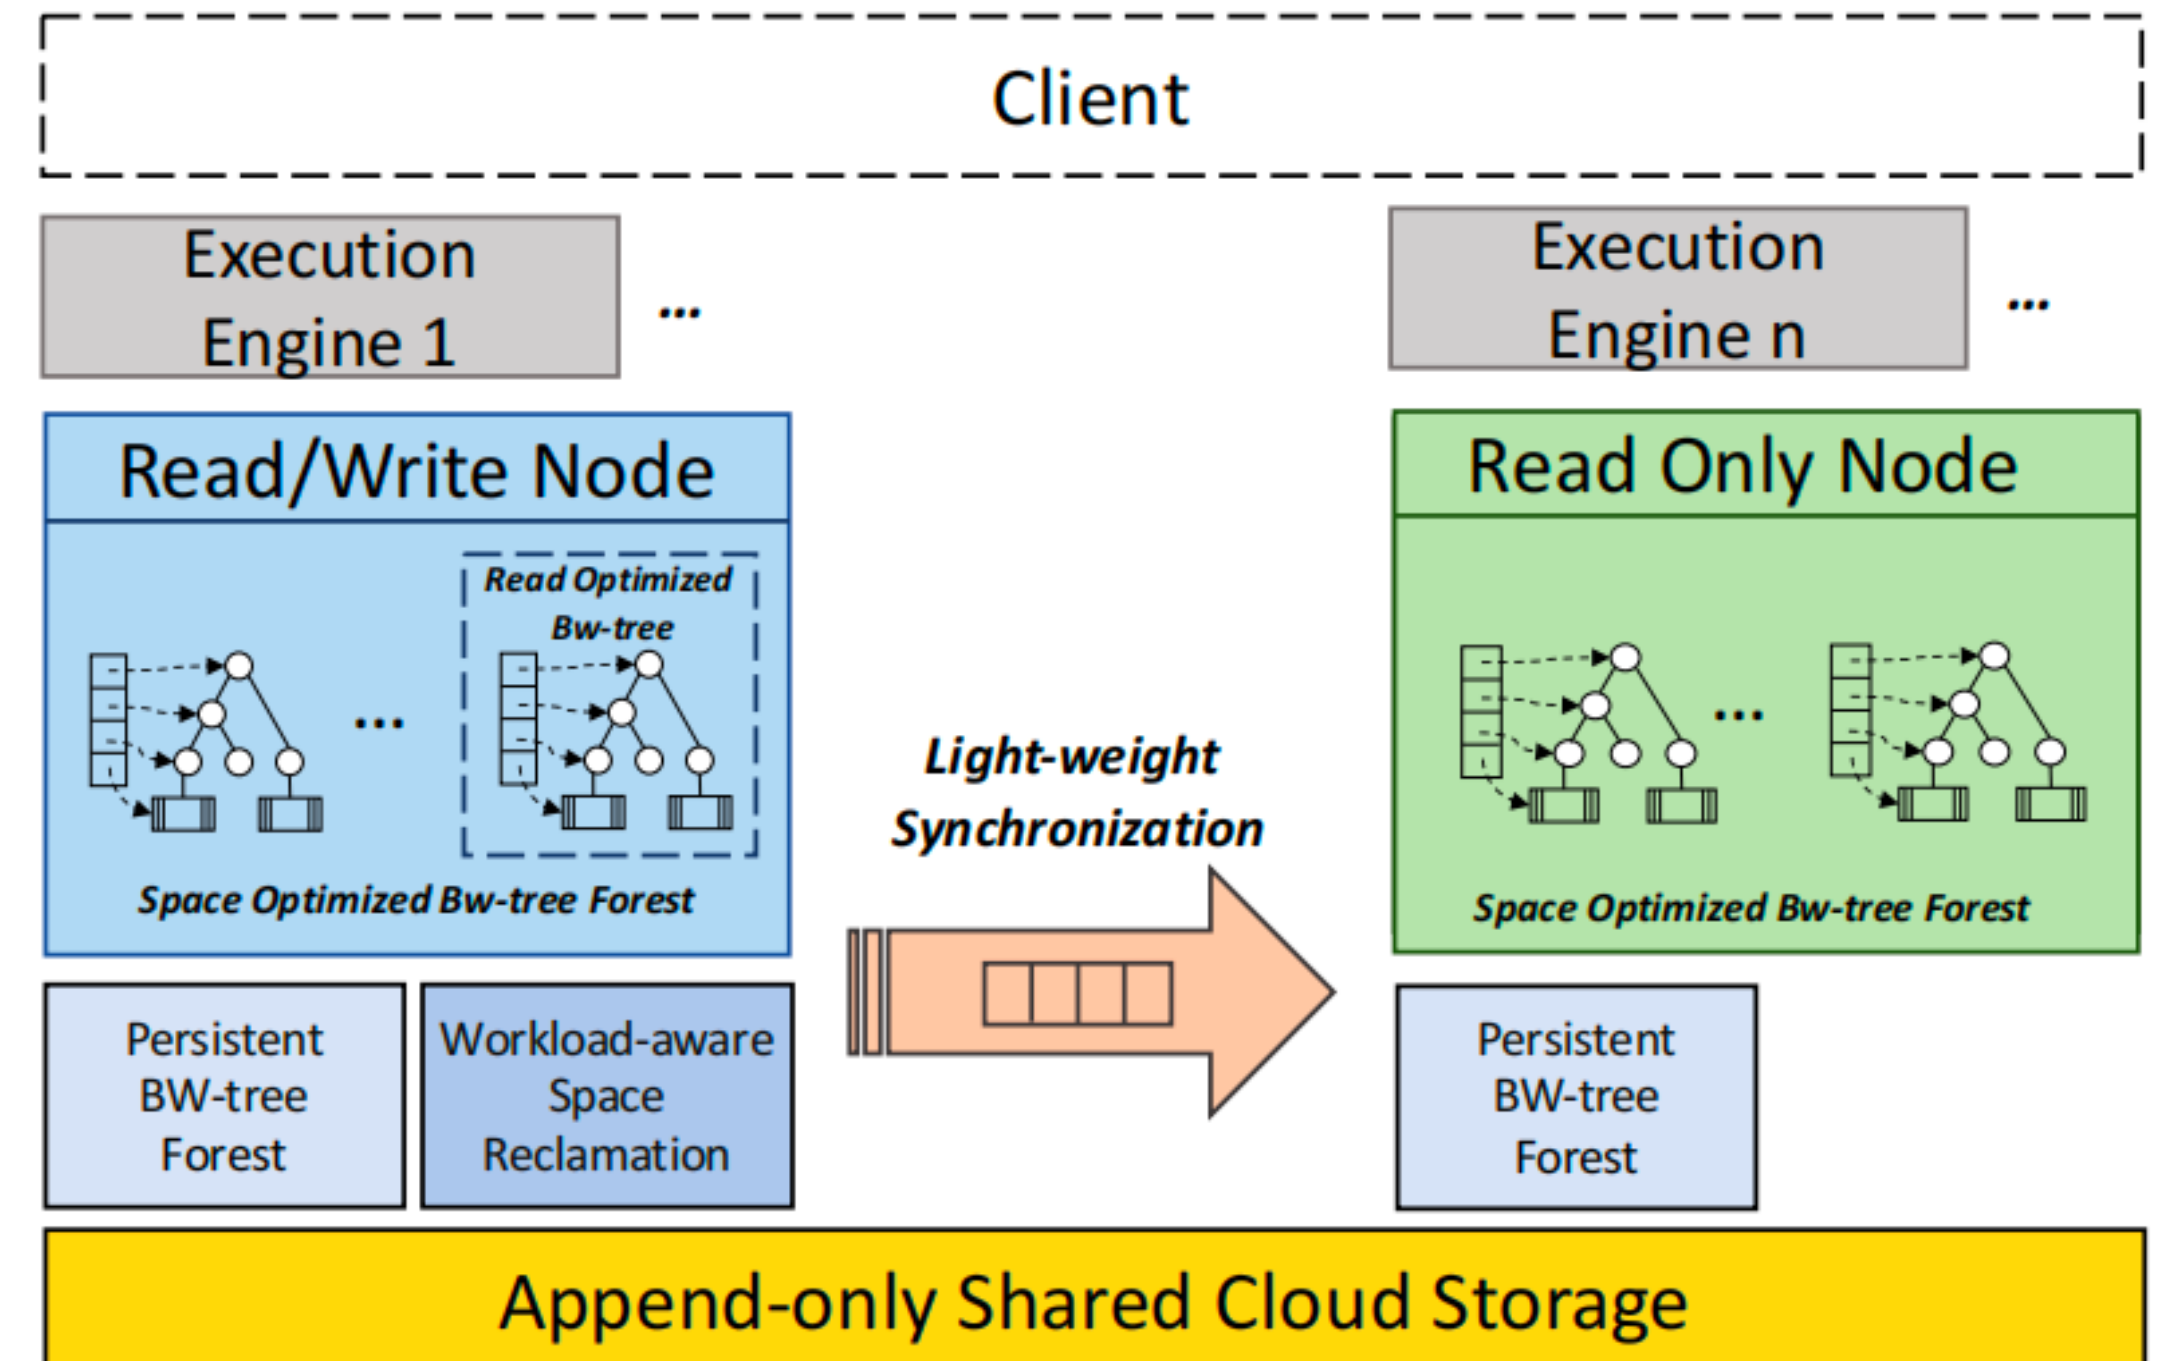 Client
Execution
Engine 1
...
Execution
Engine n
...
Read/Write Node
Read Optimized
Bw-tree
...
Space Optimized Bw-tree Forest
Light-weight
Synchronization
Read Only Node
...
Space Optimized Bw-tree Forest
Persistent
BW-tree
Forest
Workload-aware
Space
Reclamation
Persistent
BW-tree
Forest
Append-only Shared Cloud Storage